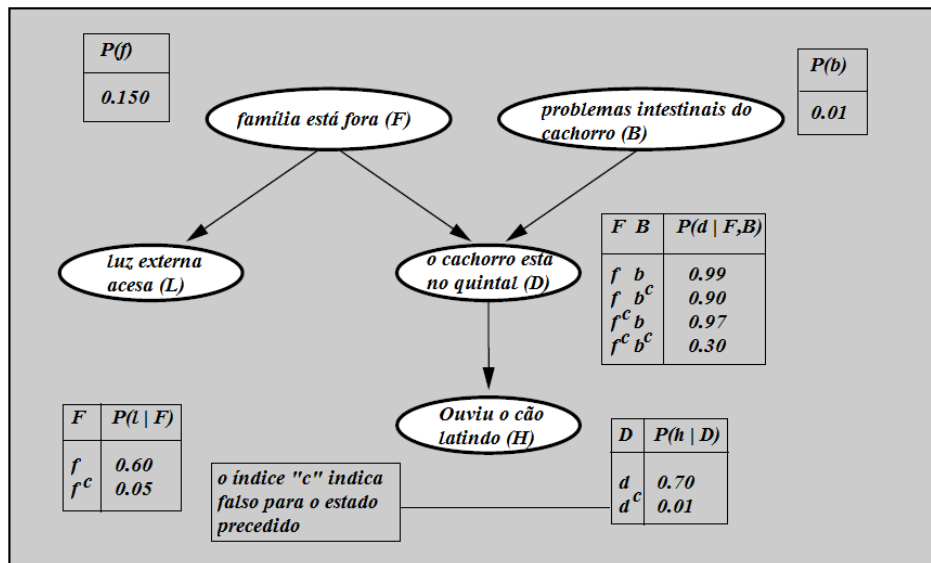 P(f)
0.150
família está fora (F)
problemas intestinais do
cachorro (B)
P(b)
0.01
luz externa
acesa (L)
o cachorro está
no quintal (D)
F B P(d | F,B)
f b 0.99
f b^c 0.90
f^c b 0.97
f^c b^c 0.30
Ouviu o cão
latindo (H)
F P(l | F)
f 0.60
f^c 0.05
o índice "c" indica
falso para o estado
precedido
D P(h | D)
d 0.70
d^c 0.01